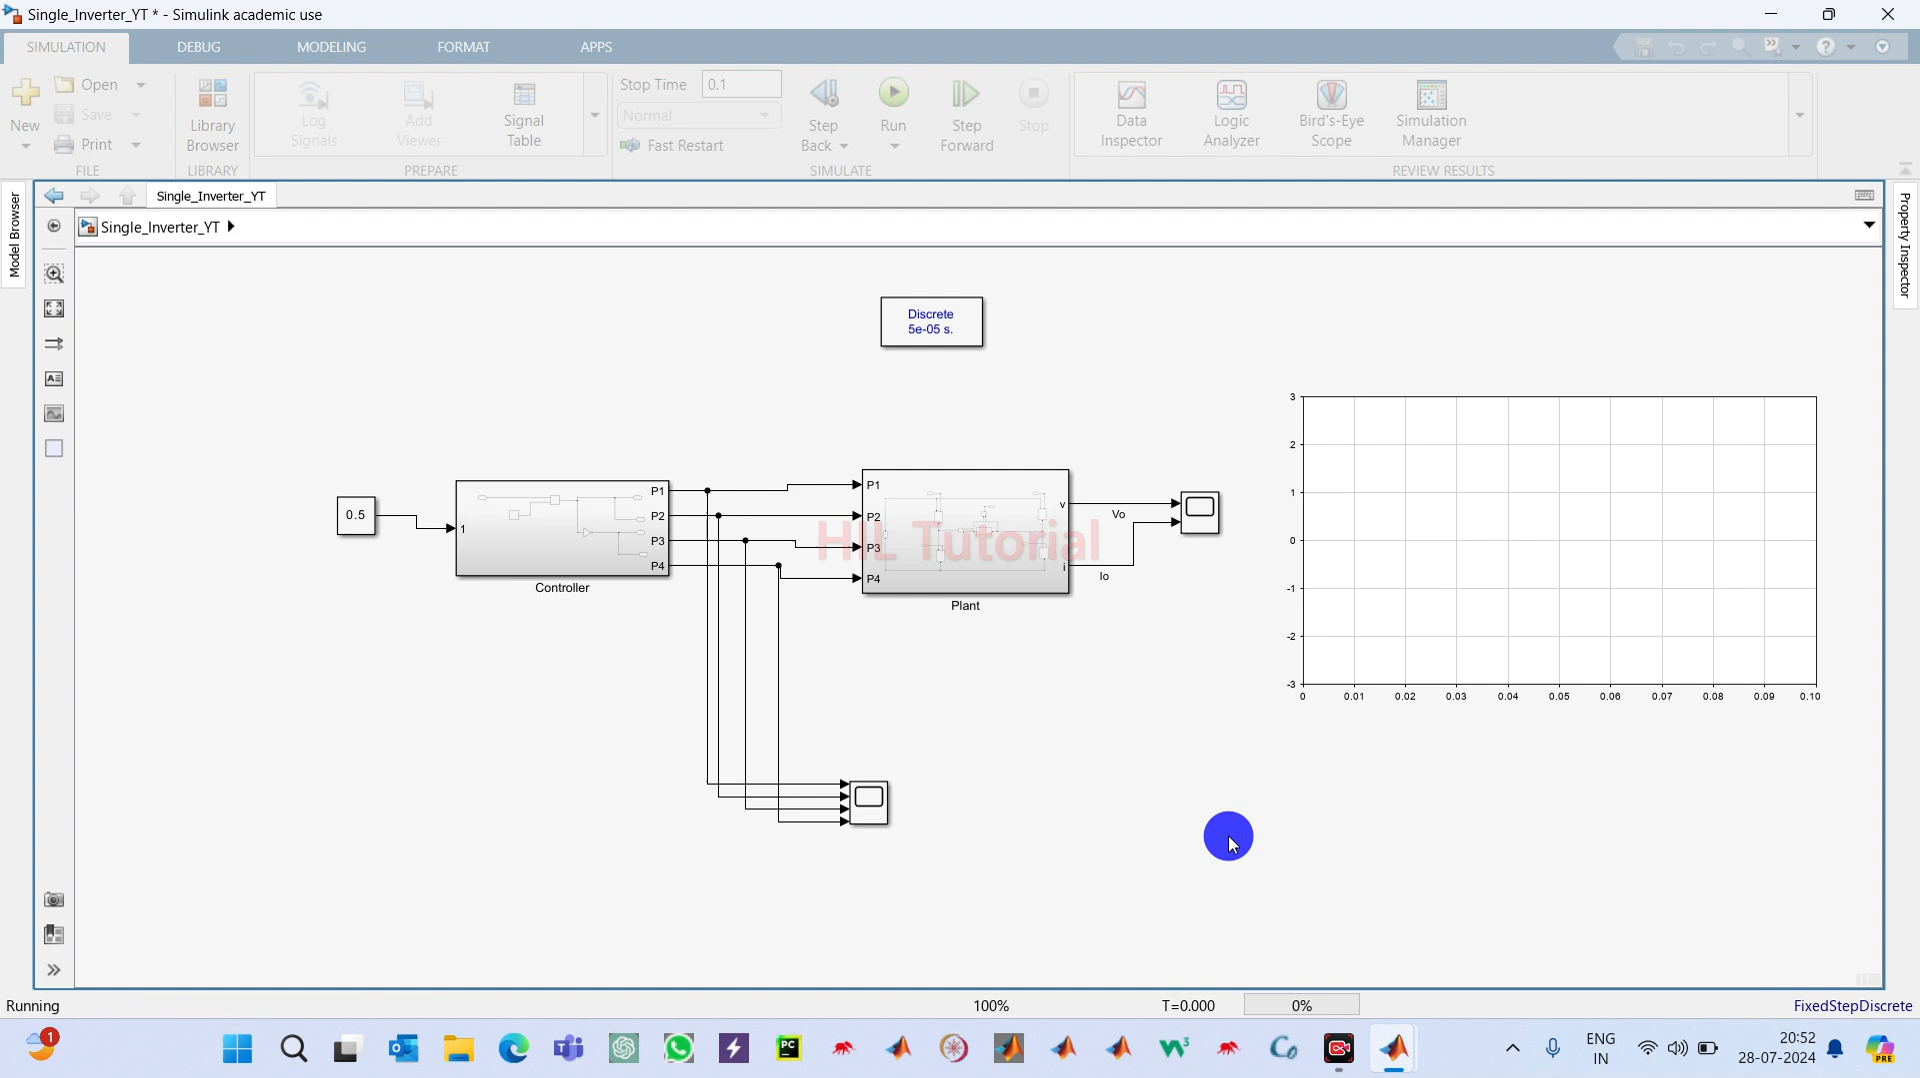 Single_Inverter_YT * - Simulink academic use
SIMULATION
DEBUG
MODELING
FORMAT
APPS
New
Open
Save
Print
FILE
Library
Browser
LIBRARY
Log
Signals
Add
Viewer
Signal
Table
PREPARE
Stop Time
0.1
Normal
Fast Restart
Step
Back
Run
Step
Forward
Stop
SIMULATE
Data
Inspector
Logic
Analyzer
Bird's-Eye
Scope
Simulation
Manager
REVIEW RESULTS
Model Browser
Single_Inverter_YT
Single_Inverter_YT
Property Inspector
Discrete
5e-05 s.
0.5
1
P1
P2
P3
P4
Controller
P1
P2
P3
P4
v
i
Plant
HIL Tutorial
Vo
Io
3
2
1
0
-1
-2
-3
0 0.01 0.02 0.03 0.04 0.05 0.06 0.07 0.08 0.09 0.10
Running
100%
T=0.000
0%
FixedStepDiscrete
1
PC
ENG
IN
20:52
28-07-2024
PRE